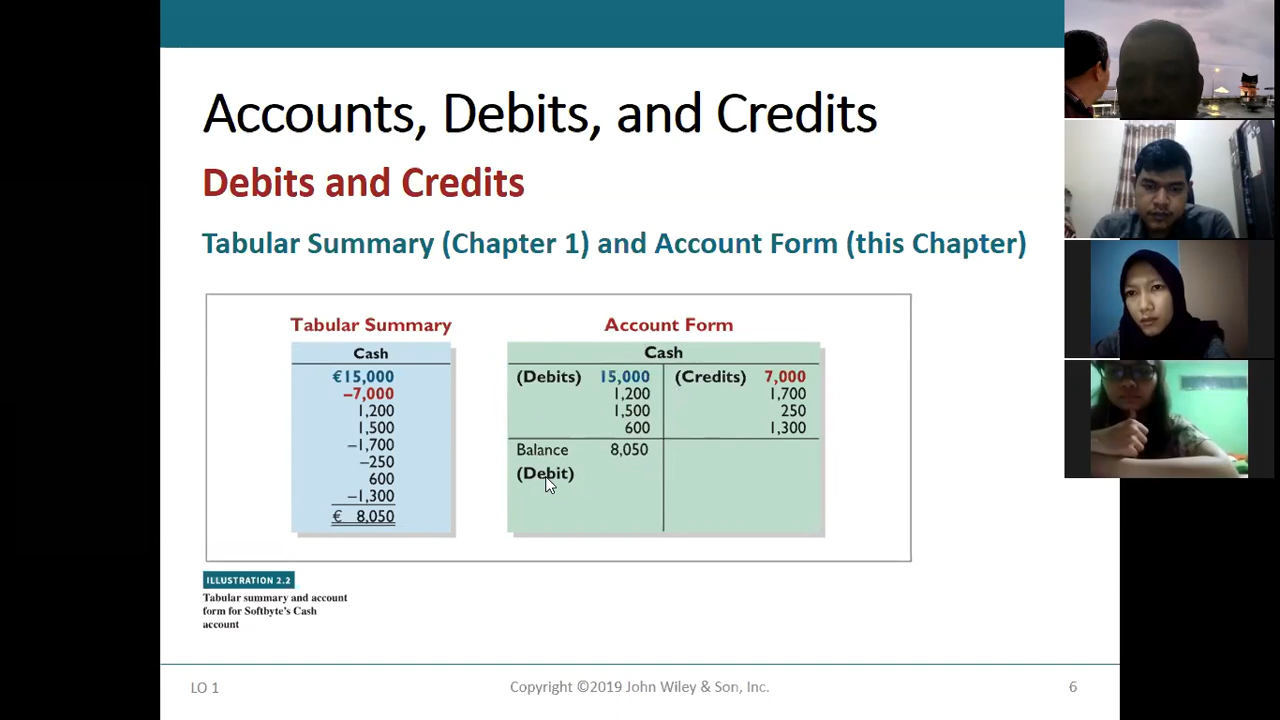 Accounts, Debits, and Credits
Debits and Credits
Tabular Summary (Chapter 1) and Account Form (this Chapter)
Tabular Summary
Cash
€15,000
–7,000
1,200
1,500
–1,700
–250
600
–1,300
€ 8,050
Account Form
Cash
(Debits) 15,000 (Credits) 7,000
1,200 1,700
1,500 250
600 1,300
Balance 8,050
(Debit)
ILLUSTRATION 2.2
Tabular summary and account
form for Softbyte's Cash
account
LO 1 Copyright ©2019 John Wiley & Son, Inc. 6